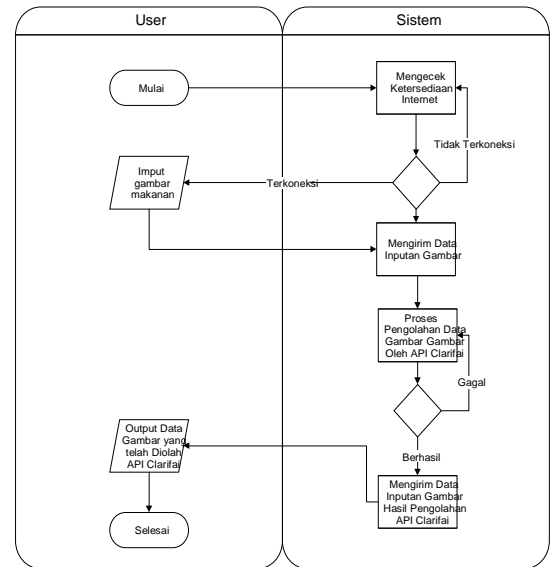 User
Sistem
Mulai
Mengecek
Ketersediaan
Internet
Tidak Terkoneksi
Imput
gambar
makanan
Terkoneksi
Mengirim Data
Inputan Gambar
Proses
Pengolahan Data
Gambar Gambar
Oleh API Clarifai
Gagal
Berhasil
Output Data
Gambar yang
telah Diolah
API Clarifai
Mengirim Data
Inputan Gambar
Hasil Pengolahan
API Clarifai
Selesai